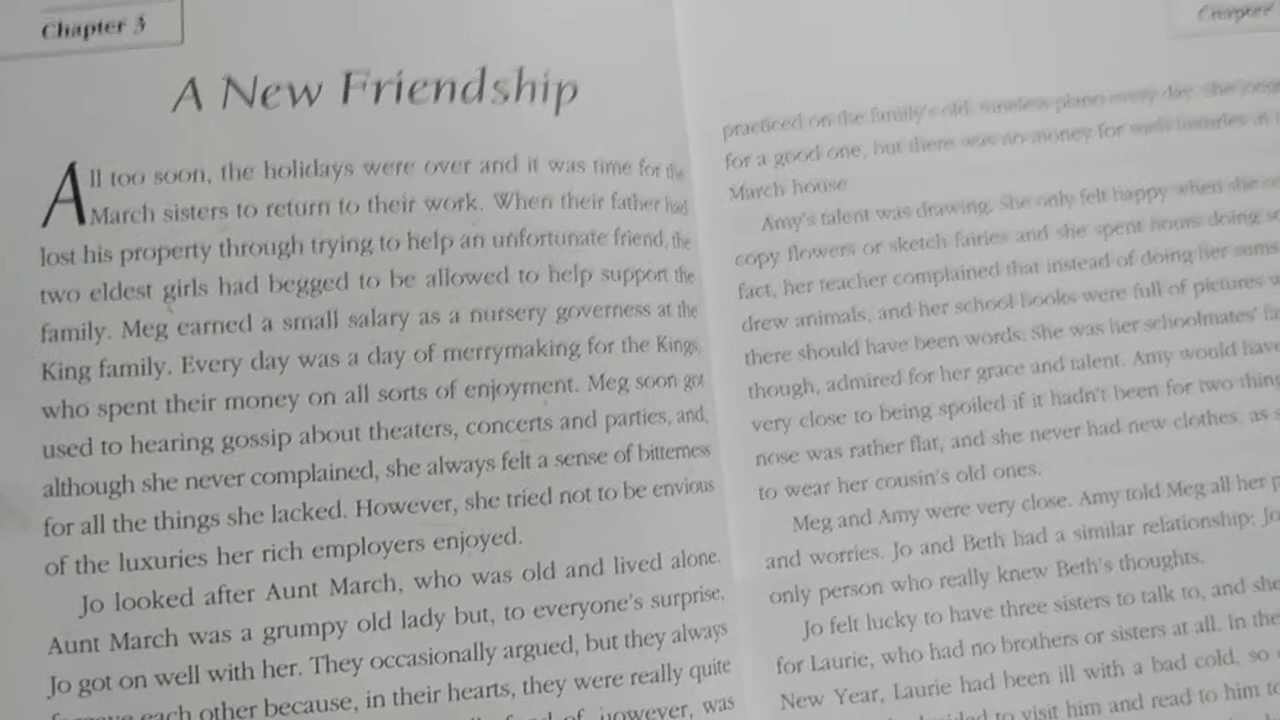 Chapter 3
A New Friendship
All too soon, the holidays were over and it was time for the
March sisters to return to their work. When their father had
lost his property through trying to help an unfortunate friend, the
two eldest girls had begged to be allowed to help support the
family. Meg earned a small salary as a nursery governess at the
King family. Every day was a day of merrymaking for the Kings,
who spent their money on all sorts of enjoyment. Meg soon got
used to hearing gossip about theaters, concerts and parties, and,
although she never complained, she always felt a sense of bitterness
for all the things she lacked. However, she tried not to be envious
of the luxuries her rich employers enjoyed.
Jo looked after Aunt March, who was old and lived alone.
Aunt March was a grumpy old lady but, to everyone's surprise,
Jo got on well with her. They occasionally argued, but they always
each other because, in their hearts, they were really quite
of, however, was
Chapter
practiced on the family's old, tuneless piano every day. She
for a good one, but there was no money for such luxuries in
March house
Amy's talent was drawing. She only felt happy when she
copy flowers or sketch fairies and she spent hours doing
fact, her teacher complained that instead of doing her sums
drew animals, and her school books were full of pictures
there should have been words. She was her schoolmates'
though, admired for her grace and talent. Amy would have
very close to being spoiled if it hadn't been for two
nose was rather flat, and she never had new clothes, as
to wear her cousin's old ones.
Meg and Amy were very close. Amy told Meg all her
and worries. Jo and Beth had a similar relationship; Jo
only person who really knew Beth's thoughts.
Jo felt lucky to have three sisters to talk to, and she
for Laurie, who had no brothers or sisters at all. In the
New Year, Laurie had been ill with a bad cold, so
to visit him and read to him